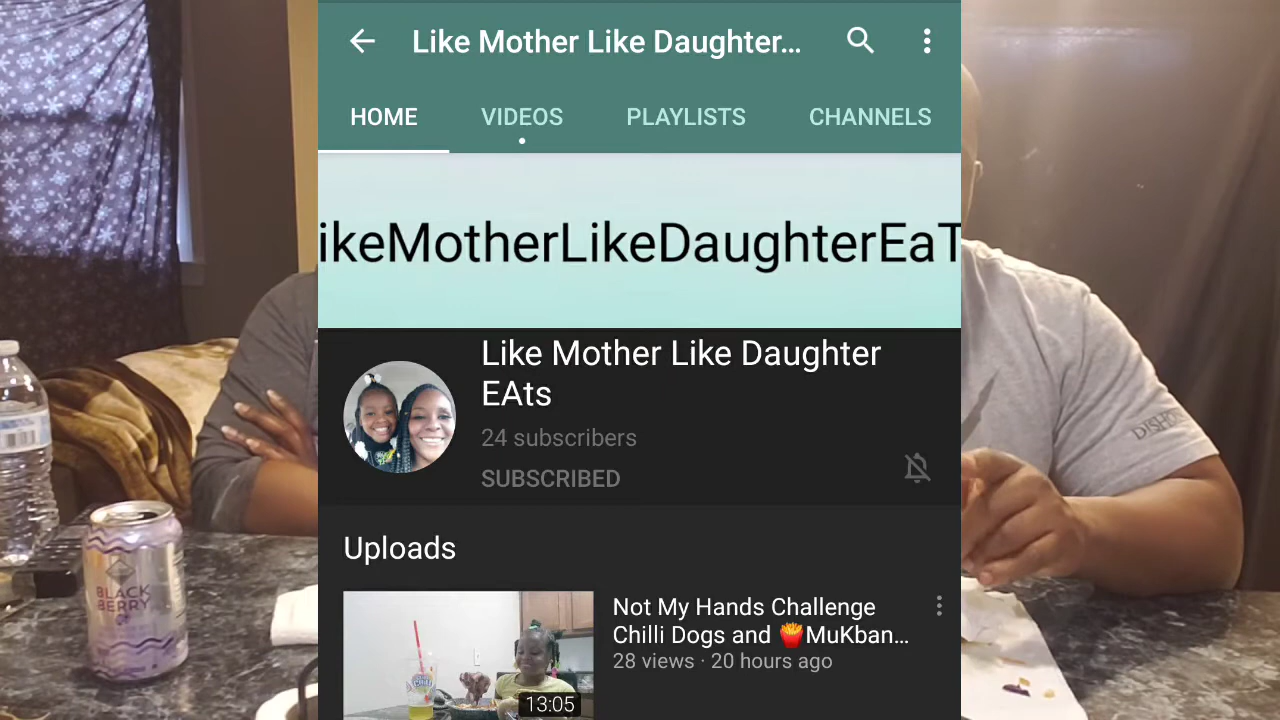 Like Mother Like Daughter...
HOME VIDEOS PLAYLISTS CHANNELS
ikeMotherLikeDaughterEaT
Like Mother Like Daughter
EAts
24 subscribers
SUBSCRIBED
Uploads
Not My Hands Challenge
Chilli Dogs and 🍟MuKban...
28 views · 20 hours ago
13:05
BLACK
BERRY